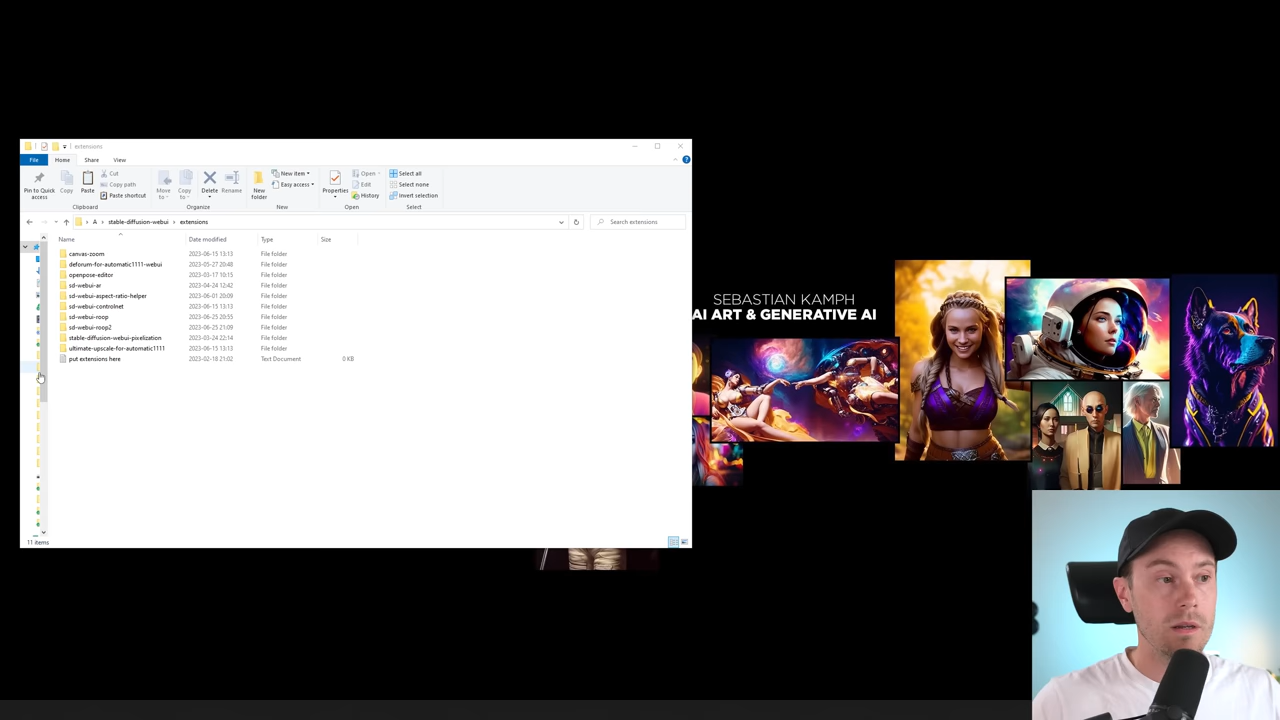 extensions
File Home Share View
Pin to Quick access
Copy
Paste
Cut
Copy path
Paste shortcut
Clipboard
Move to
Copy to
Delete
Rename
Organize
New folder
New item
Easy access
New
Properties
Open
Edit
History
Open
Select all
Select none
Invert selection
Select
A › stable-diffusion-webui › extensions
Search extensions
Name Date modified Type Size
canvas-zoom 2023-06-15 13:13 File folder
deforum-for-automatic1111-webui 2023-05-27 20:48 File folder
openpose-editor 2023-03-17 10:15 File folder
sd-webui-ar 2023-04-24 12:42 File folder
sd-webui-aspect-ratio-helper 2023-06-01 20:09 File folder
sd-webui-controlnet 2023-06-15 13:13 File folder
sd-webui-roop 2023-06-25 20:55 File folder
sd-webui-roop2 2023-06-25 21:09 File folder
stable-diffusion-webui-pixelization 2023-03-24 22:14 File folder
ultimate-upscale-for-automatic1111 2023-06-15 13:13 File folder
put extensions here 2023-02-18 21:02 Text Document 0 KB
11 items
SEBASTIAN KAMPH
AI ART & GENERATIVE AI